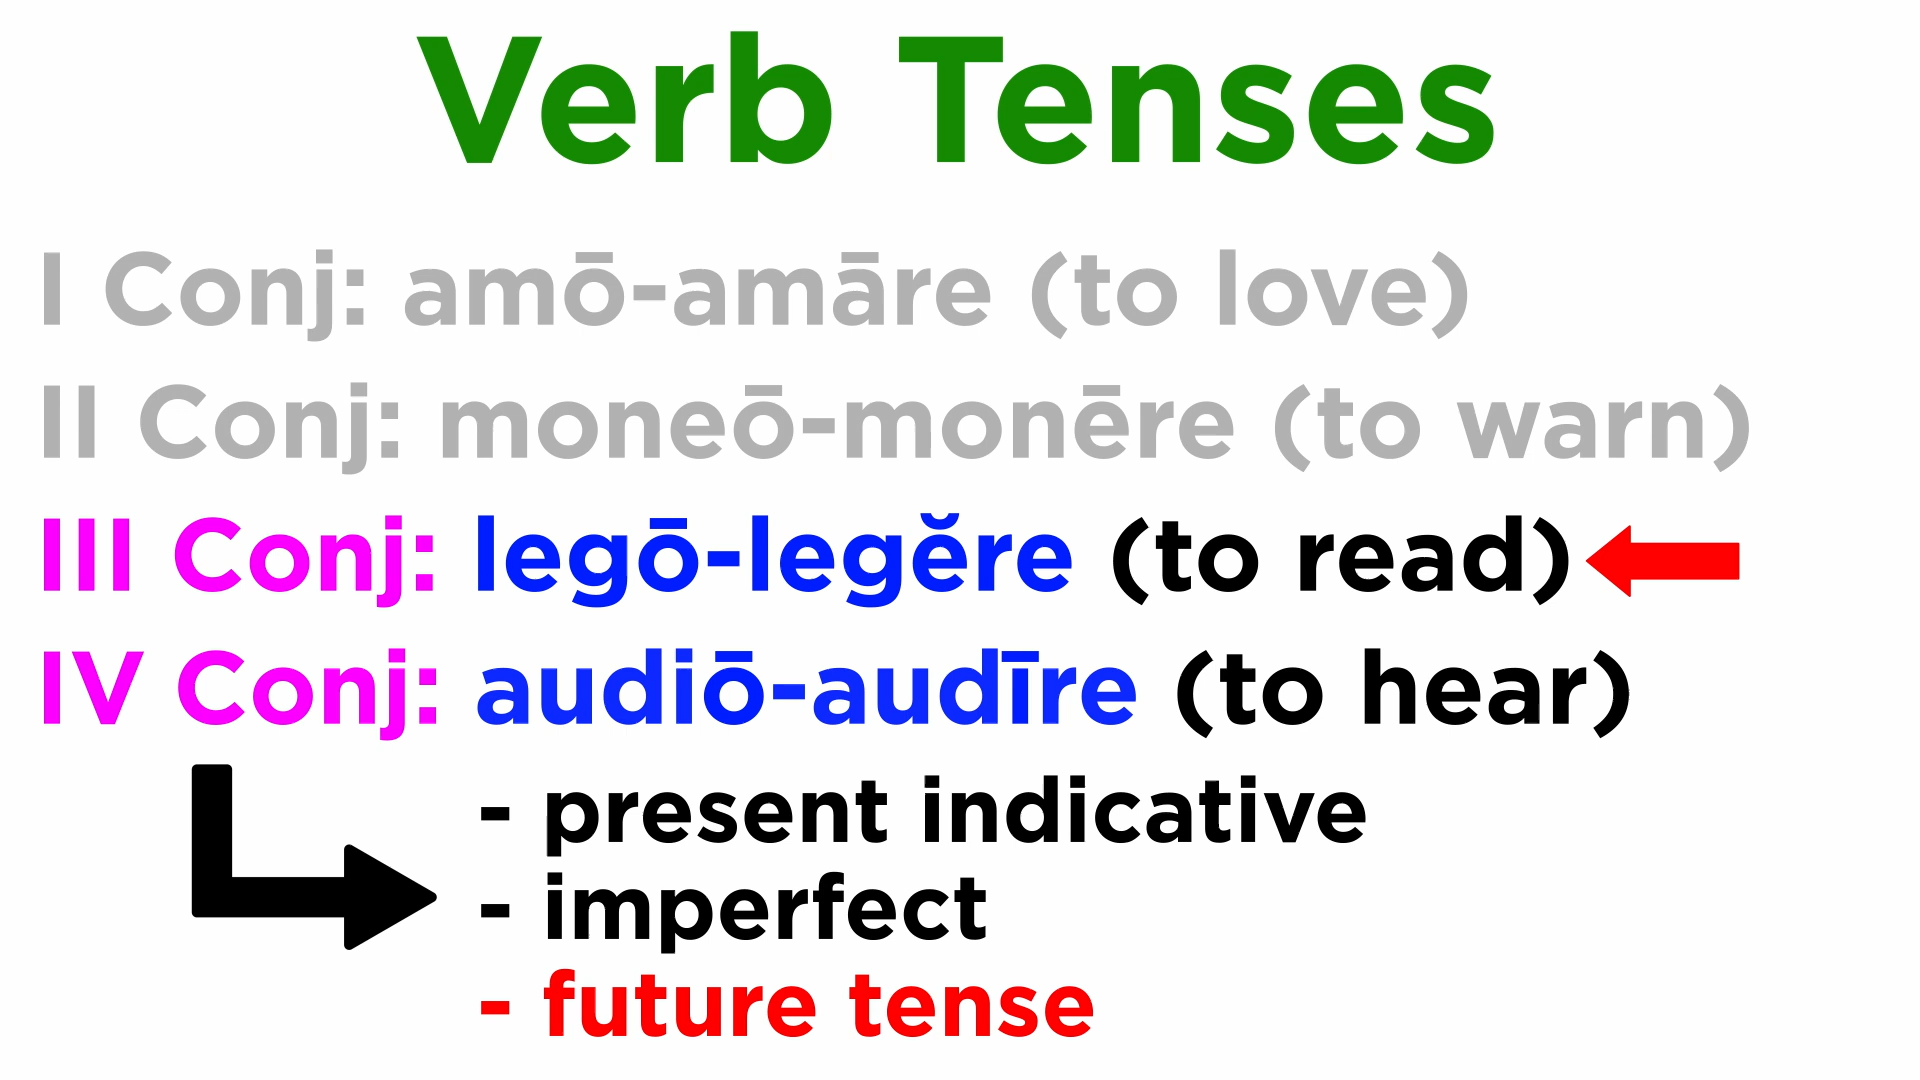 Verb Tenses
I Conj: amō-amāre (to love)
II Conj: moneō-monēre (to warn)
III Conj: legō-legĕre (to read)
IV Conj: audiō-audīre (to hear)
- present indicative
- imperfect
- future tense